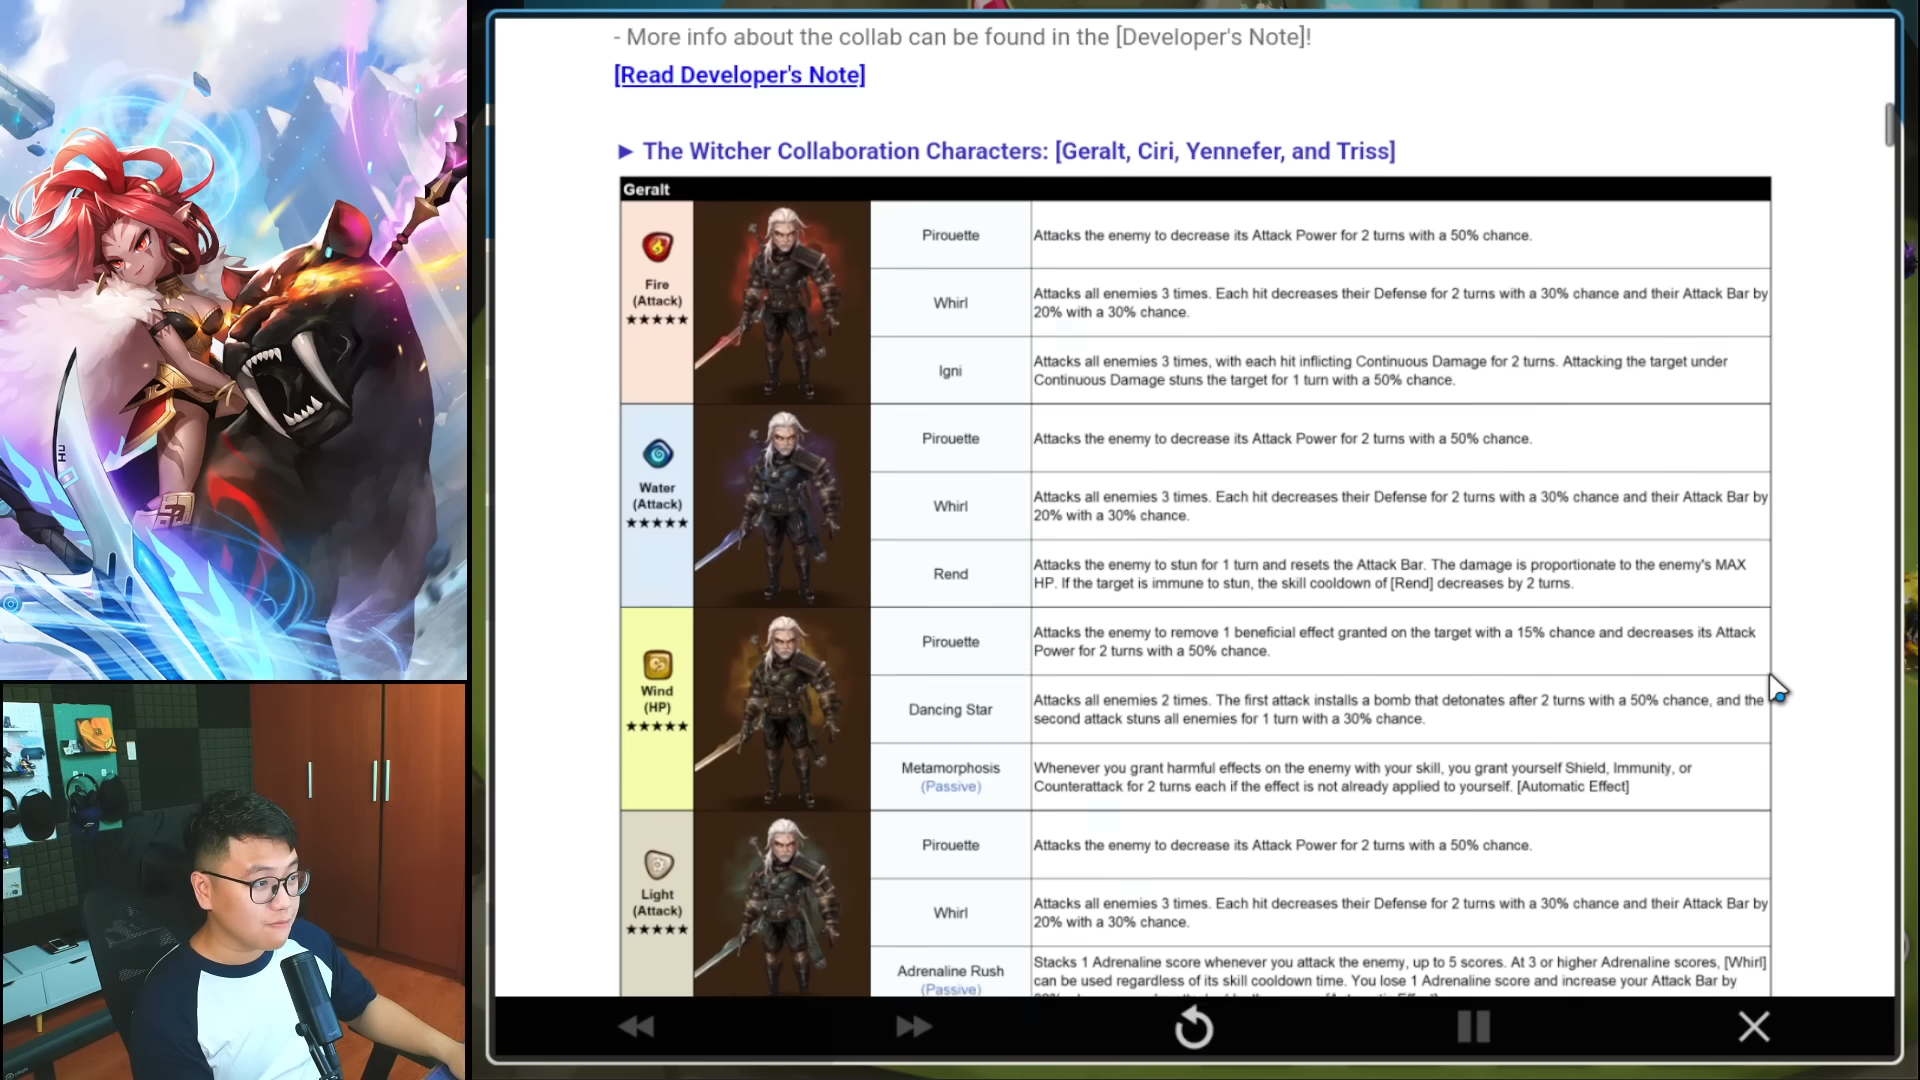 - More info about the collab can be found in the [Developer's Note]!
[Read Developer's Note]
► The Witcher Collaboration Characters: [Geralt, Ciri, Yennefer, and Triss]
Geralt
Fire
(Attack)
★★★★★
Pirouette
Attacks the enemy to decrease its Attack Power for 2 turns with a 50% chance.
Whirl
Attacks all enemies 3 times. Each hit decreases their Defense for 2 turns with a 30% chance and their Attack Bar by
20% with a 30% chance.
Igni
Attacks all enemies 3 times, with each hit inflicting Continuous Damage for 2 turns. Attacking the target under
Continuous Damage stuns the target for 1 turn with a 50% chance.
Water
(Attack)
★★★★★
Pirouette
Attacks the enemy to decrease its Attack Power for 2 turns with a 50% chance.
Whirl
Attacks all enemies 3 times. Each hit decreases their Defense for 2 turns with a 30% chance and their Attack Bar by
20% with a 30% chance.
Rend
Attacks the enemy to stun for 1 turn and resets the Attack Bar. The damage is proportionate to the enemy's MAX
HP. If the target is immune to stun, the skill cooldown of [Rend] decreases by 2 turns.
Wind
(HP)
★★★★★
Pirouette
Attacks the enemy to remove 1 beneficial effect granted on the target with a 15% chance and decreases its Attack
Power for 2 turns with a 50% chance.
Dancing Star
Attacks all enemies 2 times. The first attack installs a bomb that detonates after 2 turns with a 50% chance, and the
second attack stuns all enemies for 1 turn with a 30% chance.
Metamorphosis
(Passive)
Whenever you grant harmful effects on the enemy with your skill, you grant yourself Shield, Immunity, or
Counterattack for 2 turns each if the effect is not already applied to yourself. [Automatic Effect]
Light
(Attack)
★★★★★
Pirouette
Attacks the enemy to decrease its Attack Power for 2 turns with a 50% chance.
Whirl
Attacks all enemies 3 times. Each hit decreases their Defense for 2 turns with a 30% chance and their Attack Bar by
20% with a 30% chance.
Adrenaline Rush
(Passive)
Stacks 1 Adrenaline score whenever you attack the enemy, up to 5 scores. At 3 or higher Adrenaline scores, [Whirl]
can be used regardless of its skill cooldown time. You lose 1 Adrenaline score and increase your Attack Bar by